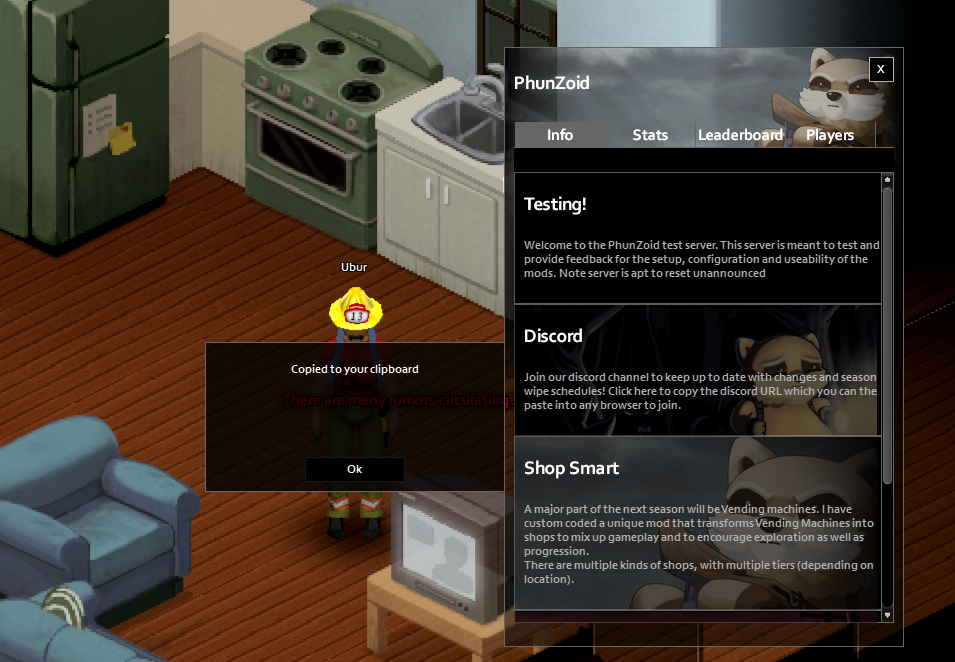 PhunZoid
X
Info
Stats
Leaderboard
Players
Testing!
Welcome to the PhunZoid test server. This server is meant to test and
provide feedback for the setup, configuration and useability of the
mods. Note server is apt to reset unannounced
Discord
Join our discord channel to keep up to date with changes and season
wipe schedules! Click here to copy the discord URL which you can the
paste into any browser to join.
Shop Smart
A major part of the next season will be Vending machines. I have
custom coded a unique mod that transforms Vending Machines into
shops to mix up gameplay and to encourage exploration as well as
progression.
There are multiple kinds of shops, with multiple tiers (depending on
location).
Ubur
13
Copied to your clipboard
There are many rumors circulating.
Ok